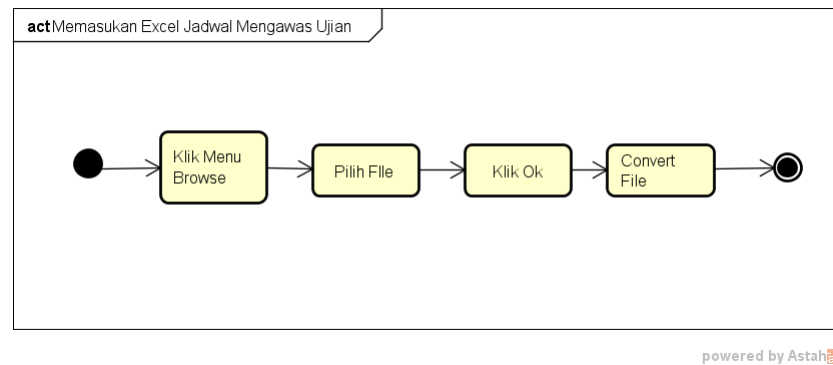 act Memasukan Excel Jadwal Mengawas Ujian
Klik Menu
Browse
Pilih FIle
Klik Ok
Convert
File
powered by Astah